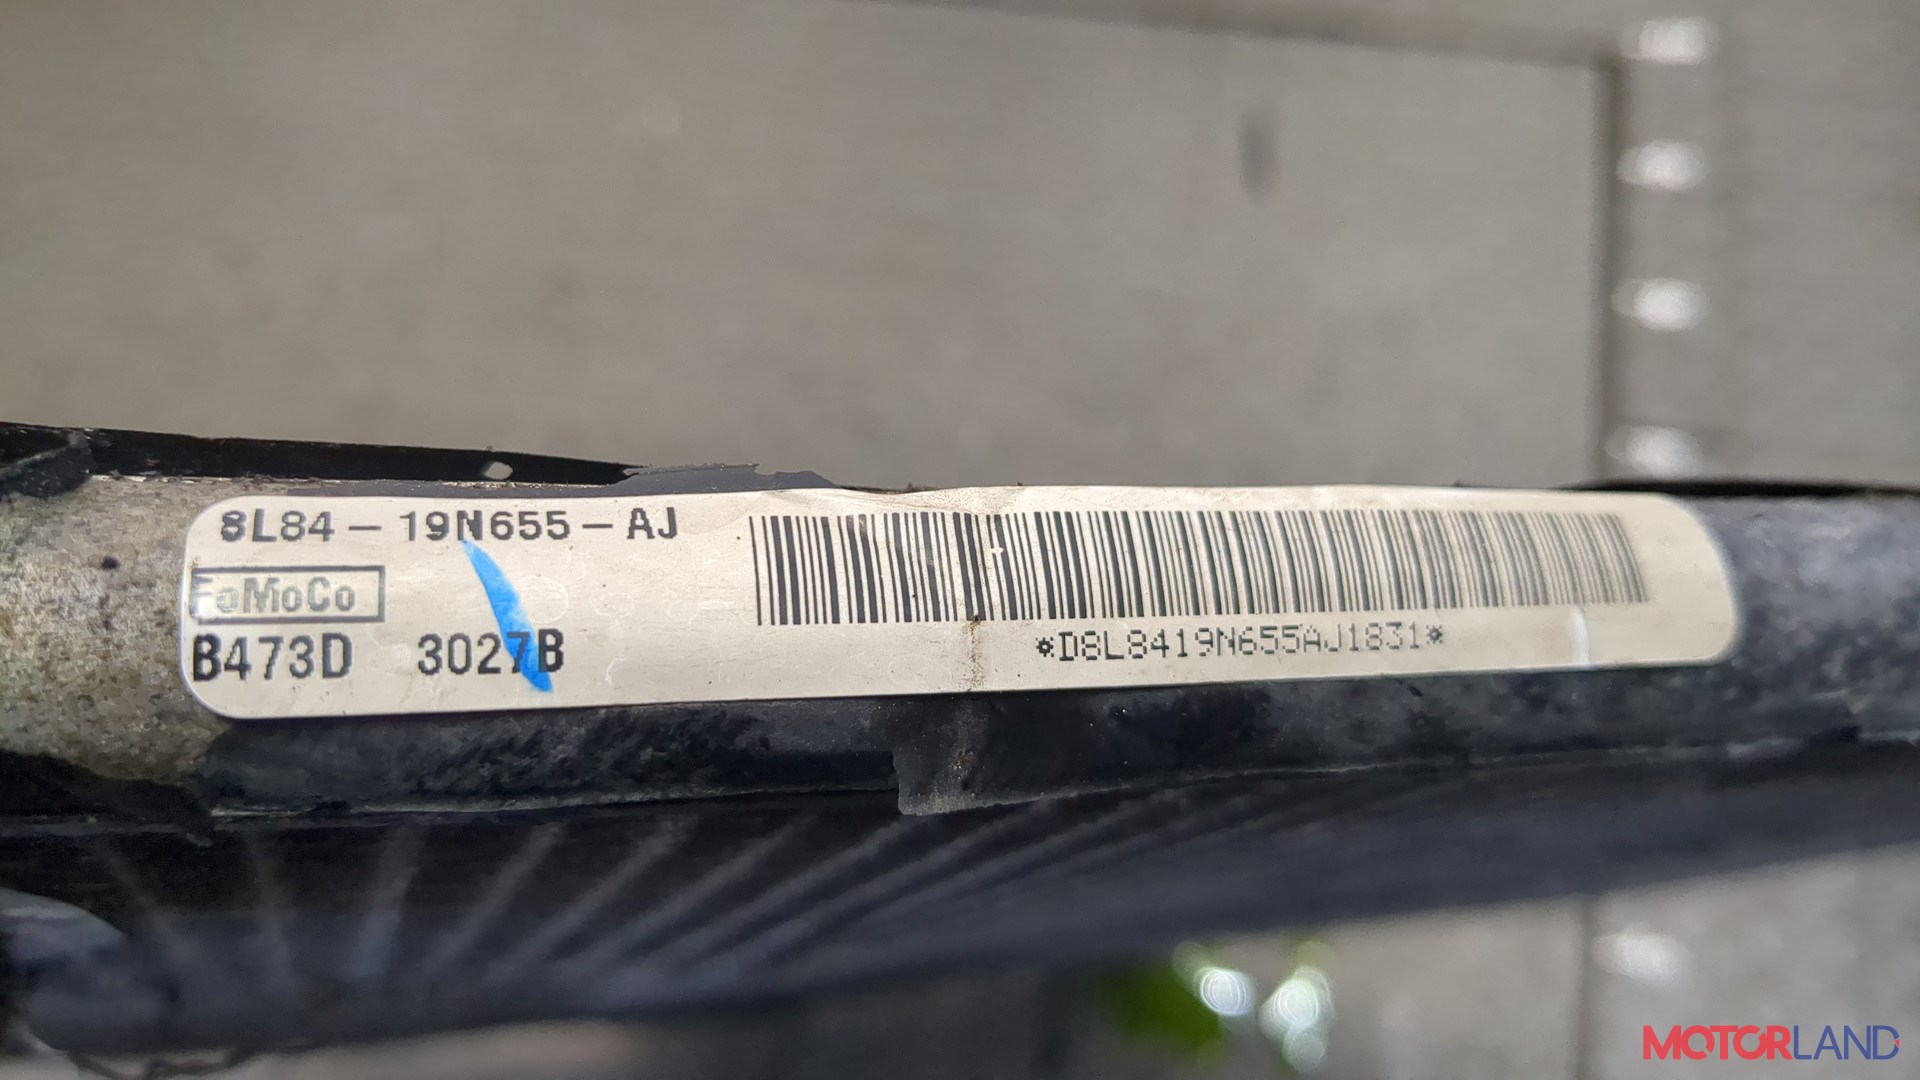 8L84-19N655-AJ
FoMoCo
B473D 3027B
*D8L8419N655AJ1831*
MOTORLAND